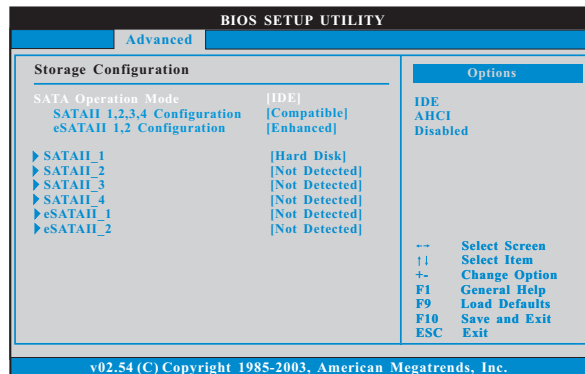 BIOS SETUP UTILITY
Advanced
Storage Configuration
SATA Operation Mode [IDE]
SATAII 1,2,3,4 Configuration [Compatible]
eSATAII 1,2 Configuration [Enhanced]
SATAII_1 [Hard Disk]
SATAII_2 [Not Detected]
SATAII_3 [Not Detected]
SATAII_4 [Not Detected]
eSATAII_1 [Not Detected]
eSATAII_2 [Not Detected]
Options
IDE
AHCI
Disabled
←→ Select Screen
↑↓ Select Item
+- Change Option
F1 General Help
F9 Load Defaults
F10 Save and Exit
ESC Exit
v02.54 (C) Copyright 1985-2003, American Megatrends, Inc.